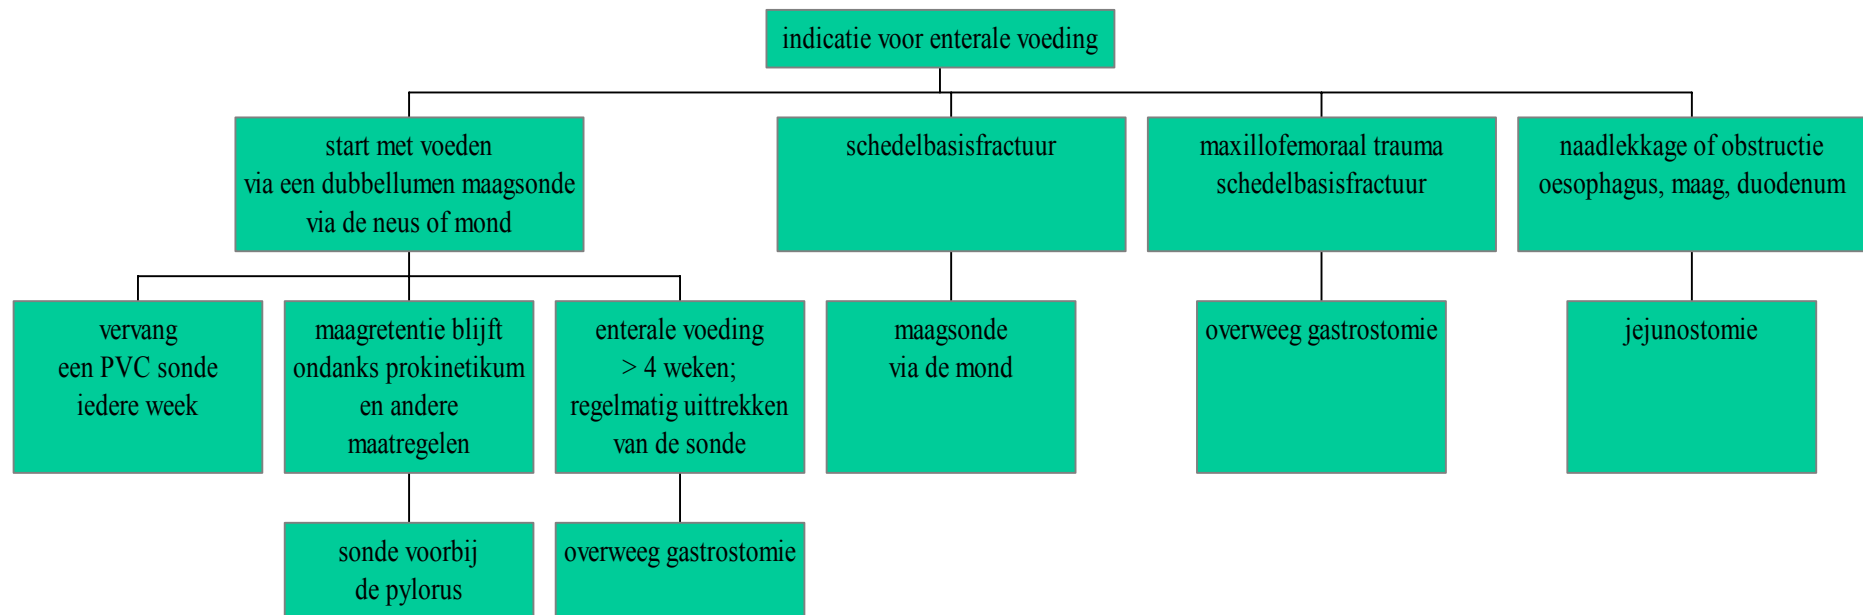 indicatie voor enterale voeding
start met voeden
via een dubbellumen maagsonde
via de neus of mond
schedelbasisfractuur
maxillofemoraal trauma
schedelbasisfractuur
naadlekkage of obstructie
oesophagus, maag, duodenum
vervang
een PVC sonde
iedere week
maagretentie blijft
ondanks prokinetikum
en andere
maatregelen
enterale voeding
> 4 weken;
regelmatig uittrekken
van de sonde
maagsonde
via de mond
overweeg gastrostomie
jejunostomie
sonde voorbij
de pylorus
overweeg gastrostomie